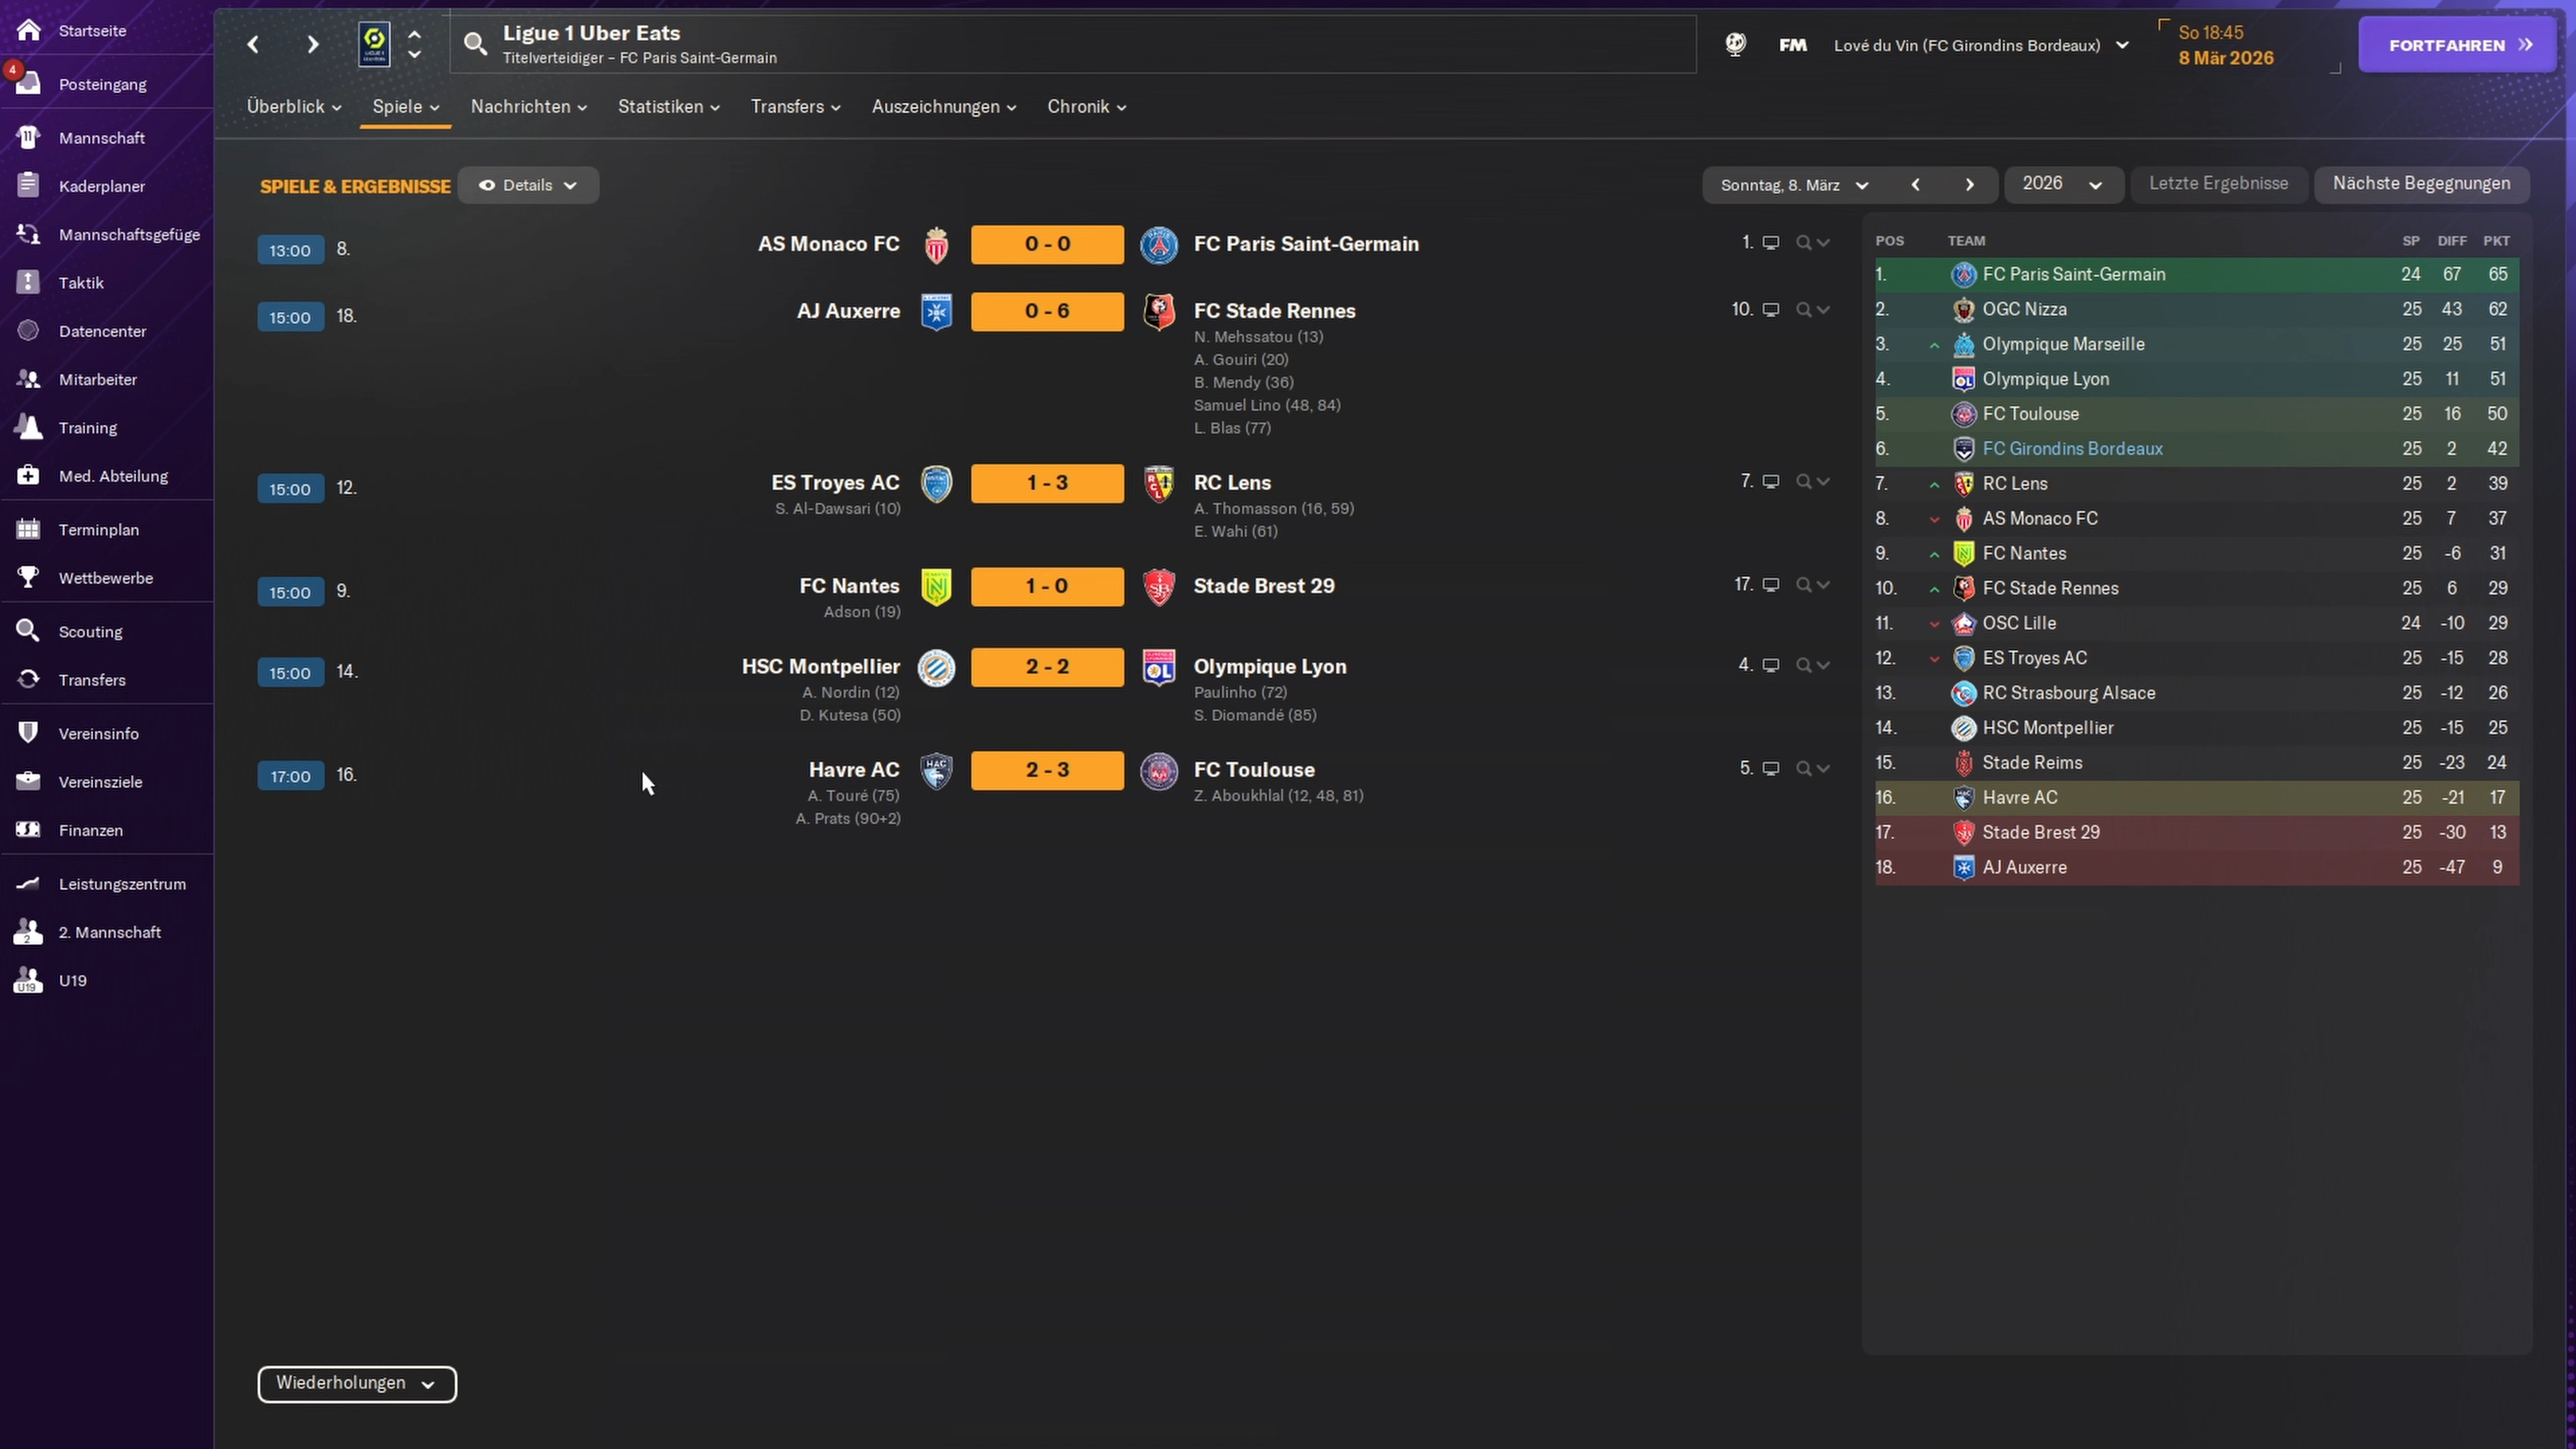 Startseite
4
Posteingang
Mannschaft
Kaderplaner
Mannschaftsgefüge
Taktik
Datencenter
Mitarbeiter
Training
Med. Abteilung
Terminplan
Wettbewerbe
Scouting
Transfers
Vereinsinfo
Vereinsziele
Finanzen
Leistungszentrum
2. Mannschaft
U19
Ligue 1 Uber Eats
Titelverteidiger – FC Paris Saint-Germain
FM
Lové du Vin (FC Girondins Bordeaux)
So 18:45
8 Mär 2026
FORTFAHREN
Überblick Spiele Nachrichten Statistiken Transfers Auszeichnungen Chronik
SPIELE & ERGEBNISSE Details
Sonntag, 8. März 2026 Letzte Ergebnisse Nächste Begegnungen
13:00 8. AS Monaco FC 0 - 0 FC Paris Saint-Germain 1.
15:00 18. AJ Auxerre 0 - 6 FC Stade Rennes 10.
N. Mehssatou (13)
A. Gouiri (20)
B. Mendy (36)
Samuel Lino (48, 84)
L. Blas (77)
15:00 12. ES Troyes AC 1 - 3 RC Lens 7.
S. Al-Dawsari (10) A. Thomasson (16, 59)
E. Wahi (61)
15:00 9. FC Nantes 1 - 0 Stade Brest 29 17.
Adson (19)
15:00 14. HSC Montpellier 2 - 2 Olympique Lyon 4.
A. Nordin (12) Paulinho (72)
D. Kutesa (50) S. Diomandé (85)
17:00 16. Havre AC 2 - 3 FC Toulouse 5.
A. Touré (75) Z. Aboukhlal (12, 48, 81)
A. Prats (90+2)
POS TEAM SP DIFF PKT
1. FC Paris Saint-Germain 24 67 65
2. OGC Nizza 25 43 62
3. Olympique Marseille 25 25 51
4. Olympique Lyon 25 11 51
5. FC Toulouse 25 16 50
6. FC Girondins Bordeaux 25 2 42
7. RC Lens 25 2 39
8. AS Monaco FC 25 7 37
9. FC Nantes 25 -6 31
10. FC Stade Rennes 25 6 29
11. OSC Lille 24 -10 29
12. ES Troyes AC 25 -15 28
13. RC Strasbourg Alsace 25 -12 26
14. HSC Montpellier 25 -15 25
15. Stade Reims 25 -23 24
16. Havre AC 25 -21 17
17. Stade Brest 29 25 -30 13
18. AJ Auxerre 25 -47 9
Wiederholungen